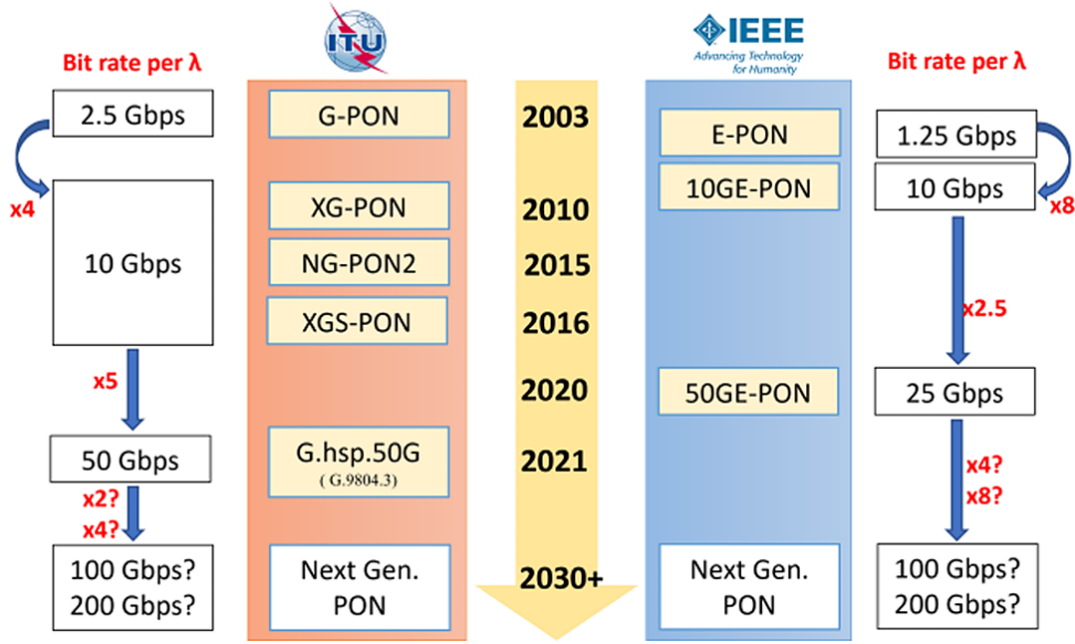 ITU
IEEE
Advancing Technology
for Humanity
Bit rate per λ
Bit rate per λ
2.5 Gbps
G-PON
2003
E-PON
1.25 Gbps
x4
XG-PON
2010
10GE-PON
10 Gbps
x8
10 Gbps
NG-PON2
2015
XGS-PON
2016
x2.5
x5
2020
50GE-PON
25 Gbps
50 Gbps
G.hsp.50G
( G.9804.3)
2021
x4?
x8?
x2?
x4?
100 Gbps?
200 Gbps?
Next Gen.
PON
2030+
Next Gen.
PON
100 Gbps?
200 Gbps?